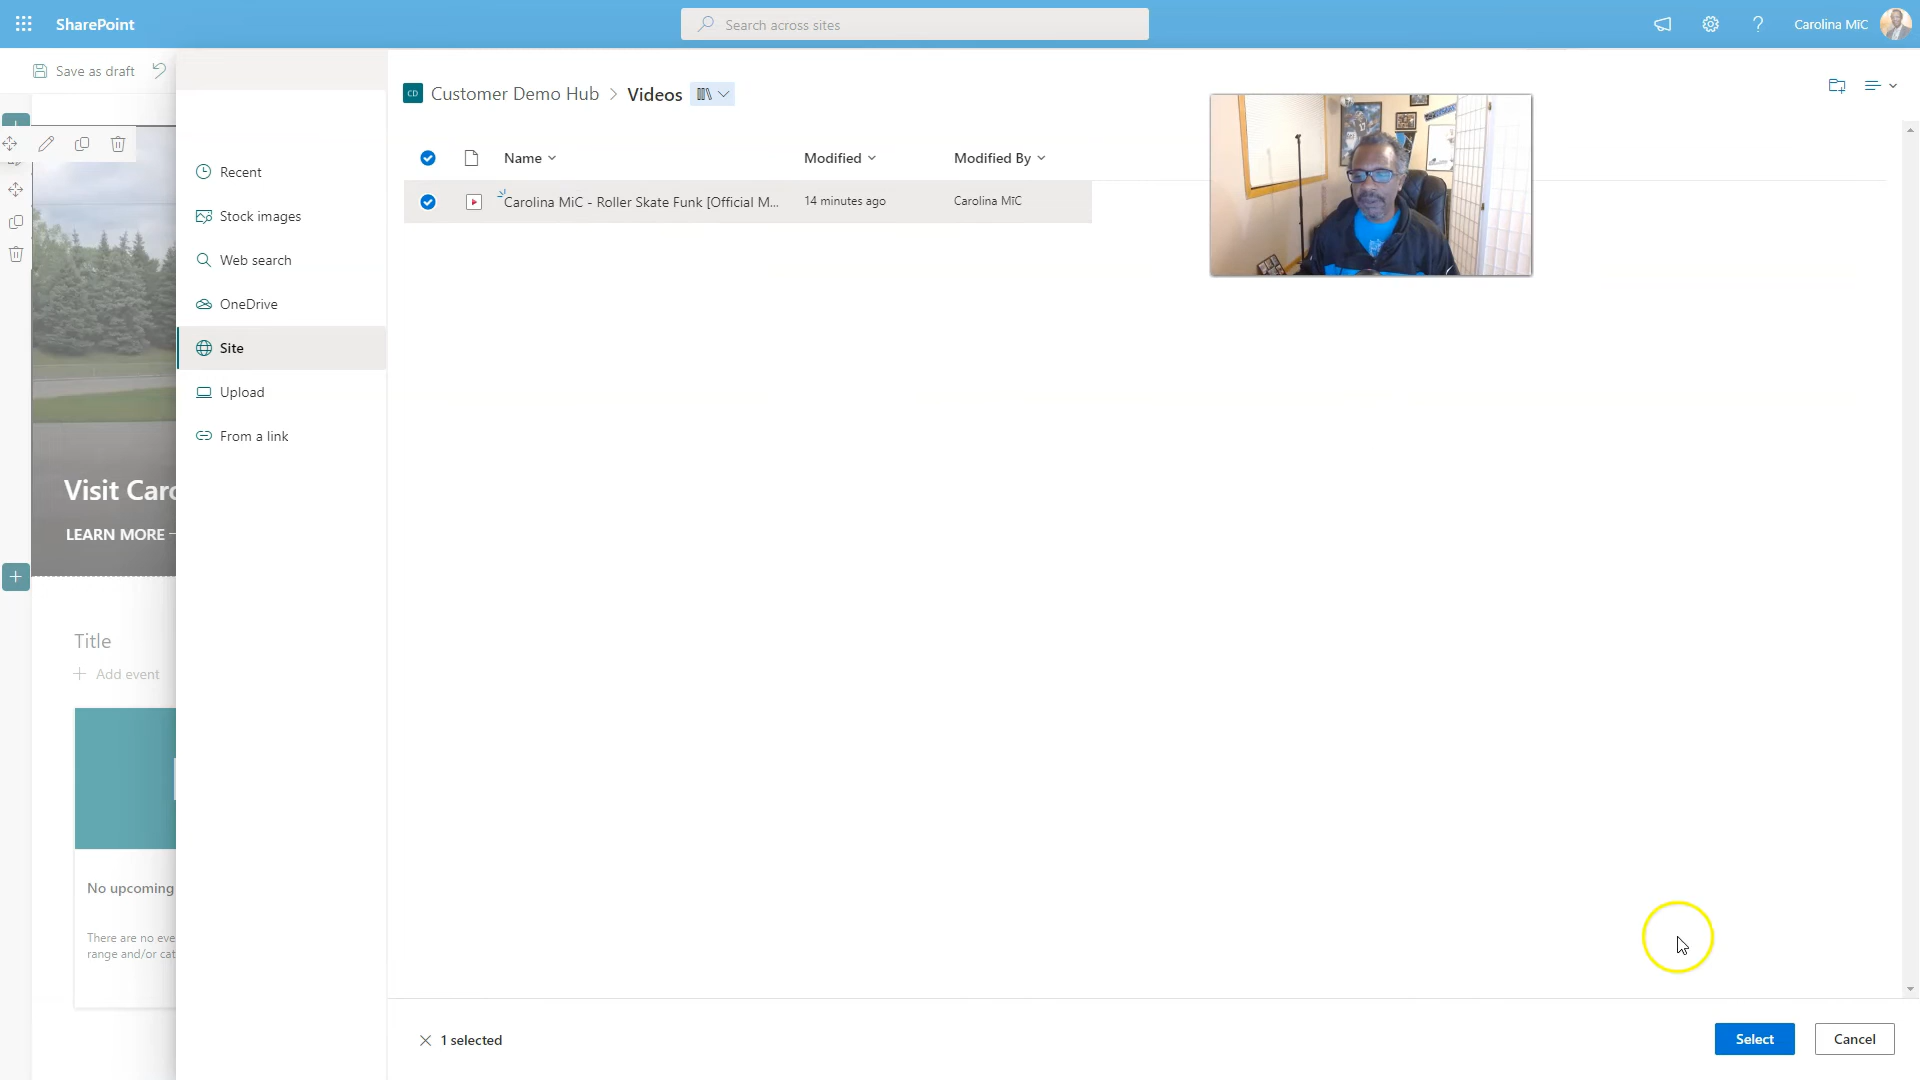 SharePoint
Search across sites
Carolina MiC
Save as draft
CD Customer Demo Hub > Videos
Name
Modified
Modified By
Carolina MiC - Roller Skate Funk [Official M...
14 minutes ago
Carolina MiC
Recent
Stock images
Web search
OneDrive
Site
Upload
From a link
Visit Caro
LEARN MORE
Title
Add event
No upcoming
There are no eve
range and/or cat
1 selected
Select
Cancel